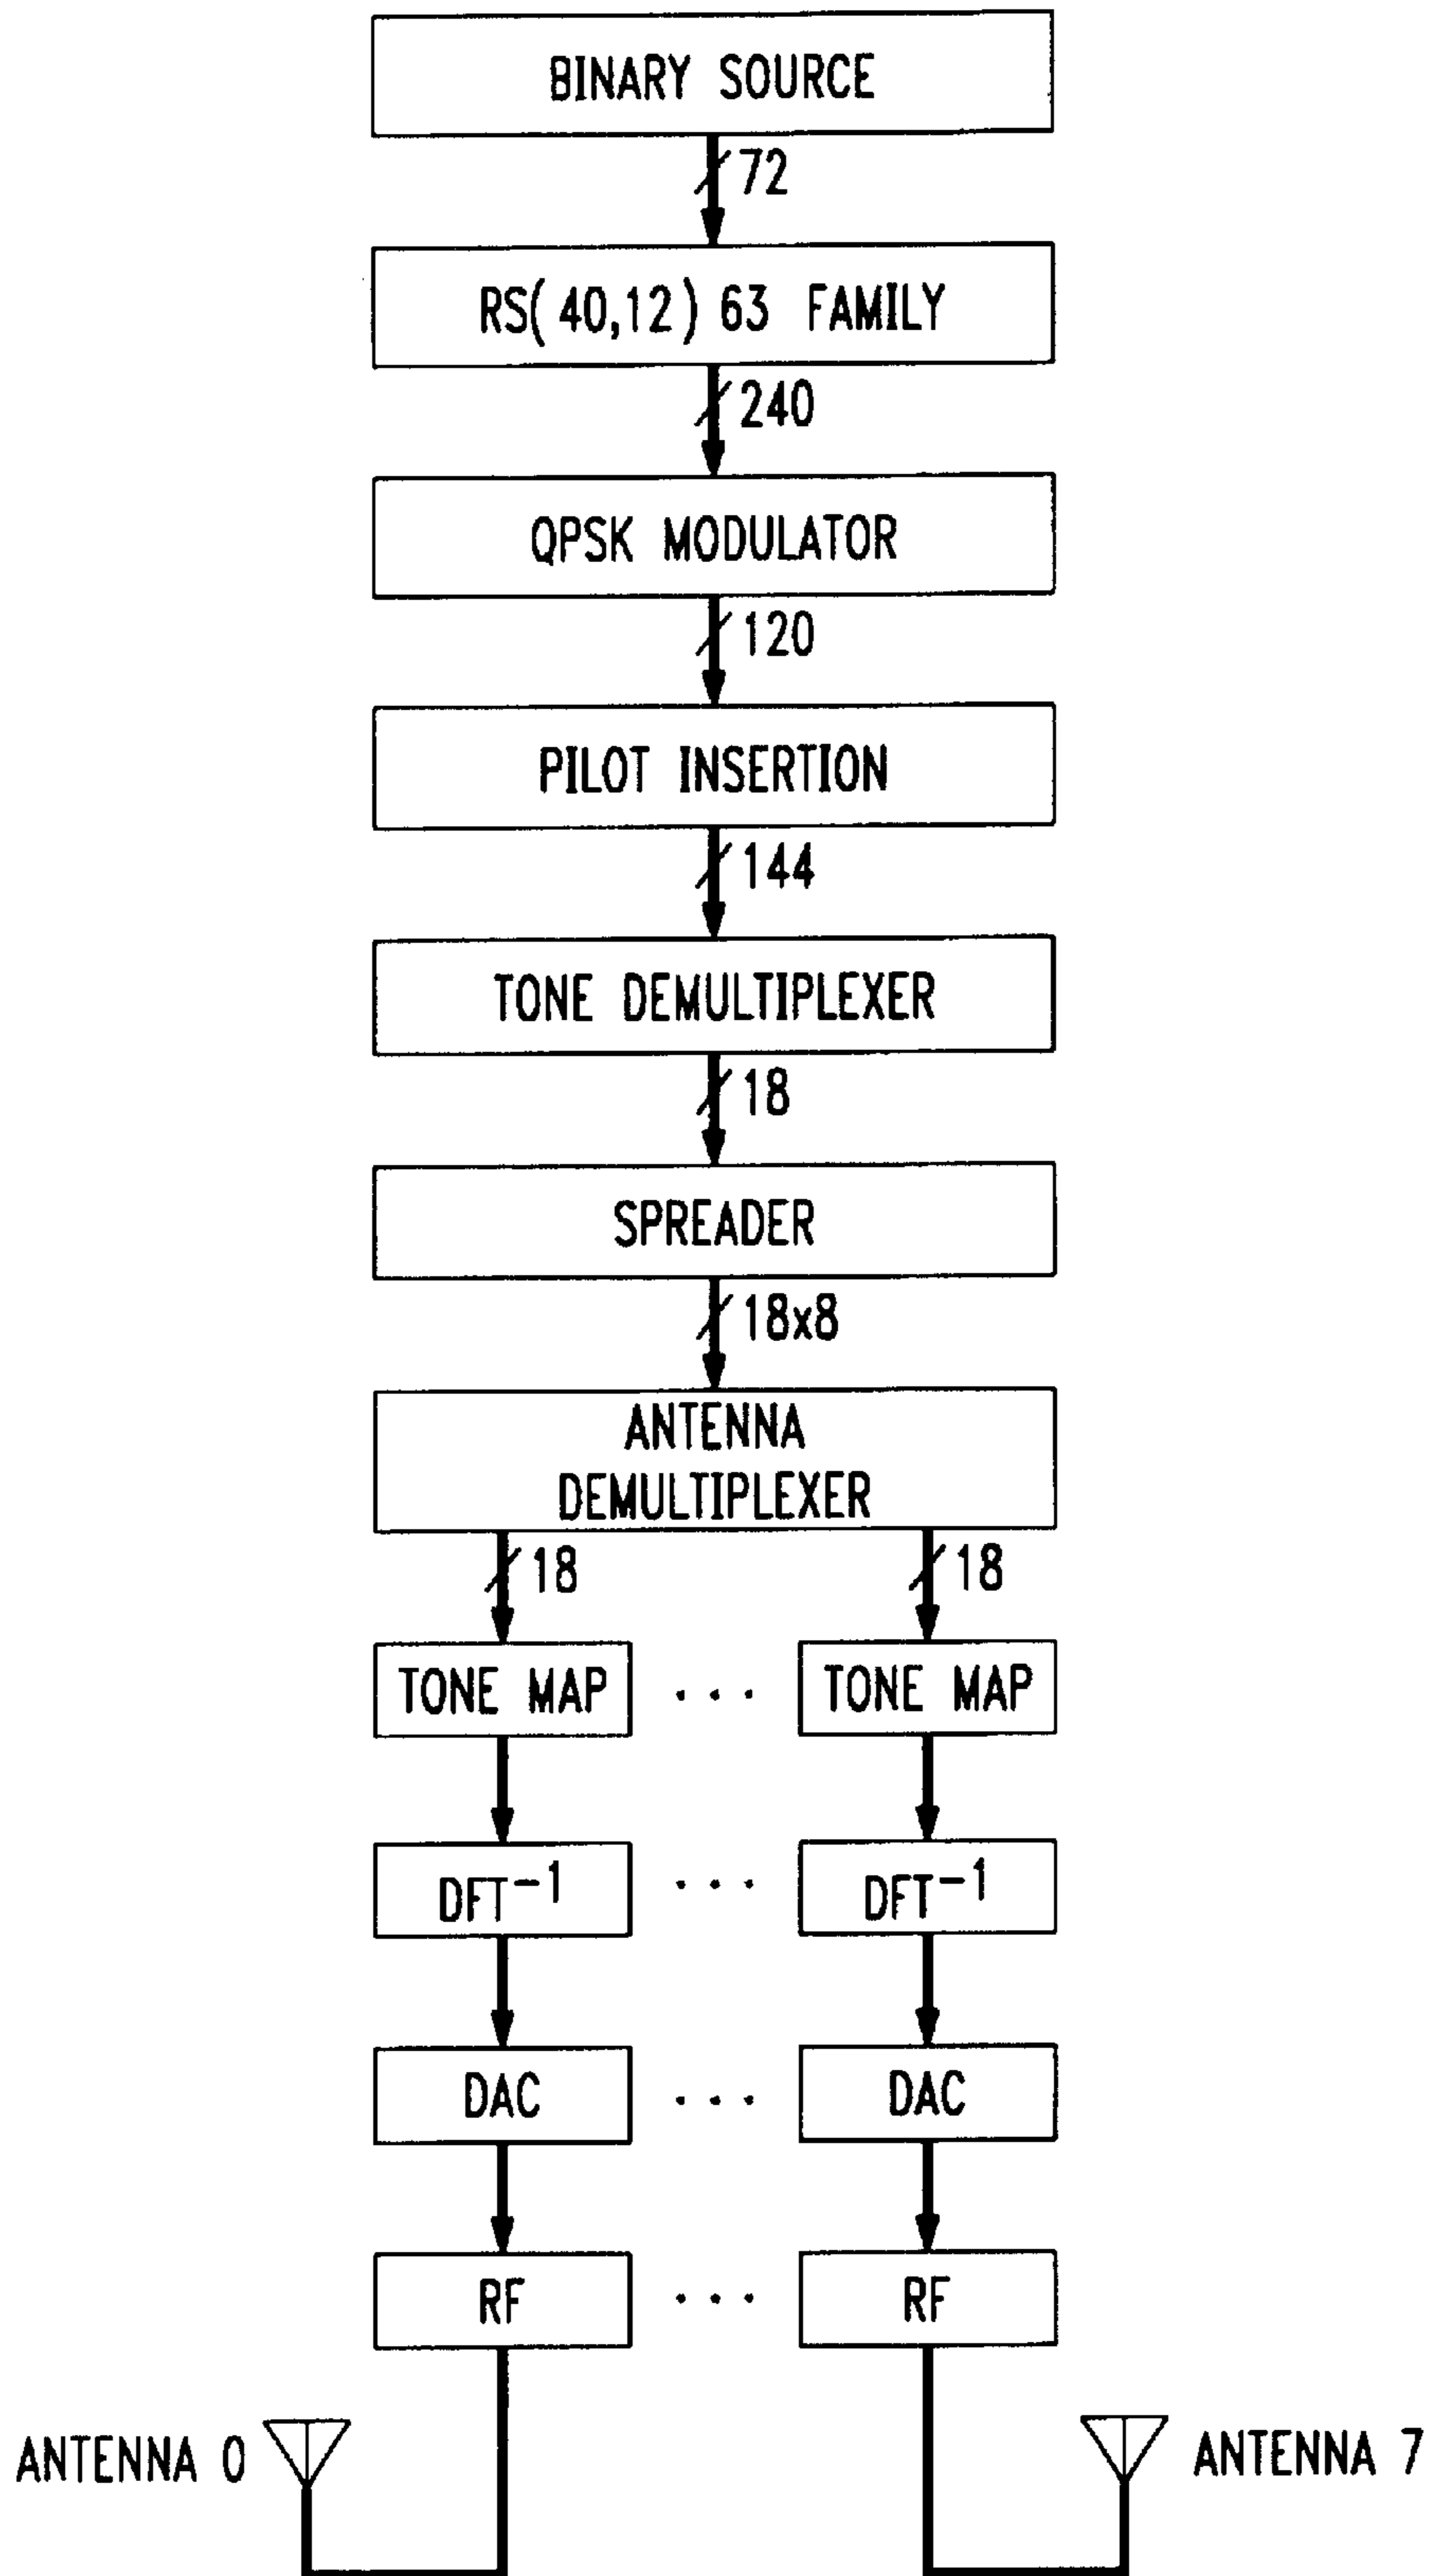 BINARY SOURCE
72
RS(40,12) 63 FAMILY
240
QPSK MODULATOR
120
PILOT INSERTION
144
TONE DEMULTIPLEXER
18
SPREADER
18x8
ANTENNA
DEMULTIPLEXER
18 18
TONE MAP ... TONE MAP
DFT⁻¹ ... DFT⁻¹
DAC ... DAC
RF ... RF
ANTENNA 0 ANTENNA 7